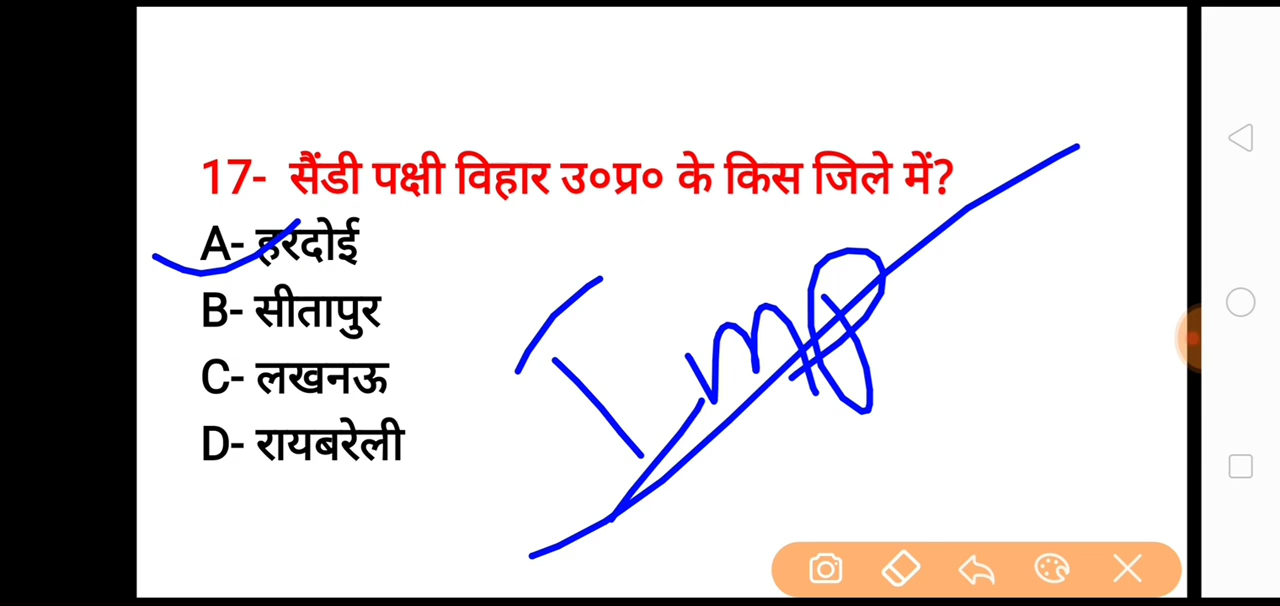 17- सैंडी पक्षी विहार उ०प्र० के किस जिले में?
A- हरदोई
B- सीतापुर
C- लखनऊ
D- रायबरेली
Imp